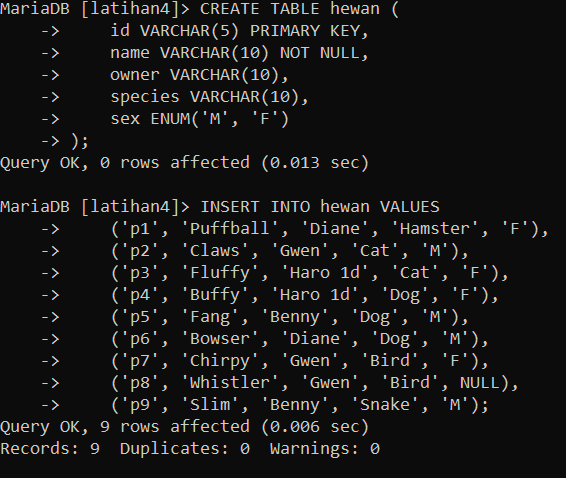 MariaDB [latihan4]> CREATE TABLE hewan (
    ->     id VARCHAR(5) PRIMARY KEY,
    ->     name VARCHAR(10) NOT NULL,
    ->     owner VARCHAR(10),
    ->     species VARCHAR(10),
    ->     sex ENUM('M', 'F')
    -> );
Query OK, 0 rows affected (0.013 sec)
MariaDB [latihan4]> INSERT INTO hewan VALUES
    ->     ('p1', 'Puffball', 'Diane', 'Hamster', 'F'),
    ->     ('p2', 'Claws', 'Gwen', 'Cat', 'M'),
    ->     ('p3', 'Fluffy', 'Haro 1d', 'Cat', 'F'),
    ->     ('p4', 'Buffy', 'Haro 1d', 'Dog', 'F'),
    ->     ('p5', 'Fang', 'Benny', 'Dog', 'M'),
    ->     ('p6', 'Bowser', 'Diane', 'Dog', 'M'),
    ->     ('p7', 'Chirpy', 'Gwen', 'Bird', 'F'),
    ->     ('p8', 'Whistler', 'Gwen', 'Bird', NULL),
    ->     ('p9', 'Slim', 'Benny', 'Snake', 'M');
Query OK, 9 rows affected (0.006 sec)
Records: 9  Duplicates: 0  Warnings: 0